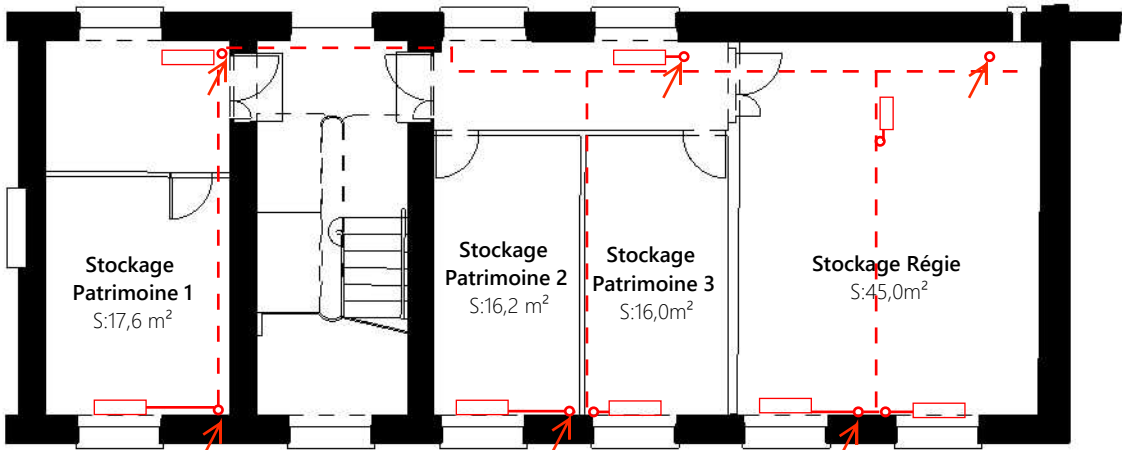 Stockage
Patrimoine 1
S:17,6 m²
Stockage
Patrimoine 2
S:16,2 m²
Stockage
Patrimoine 3
S:16,0m²
Stockage Régie
S:45,0m²